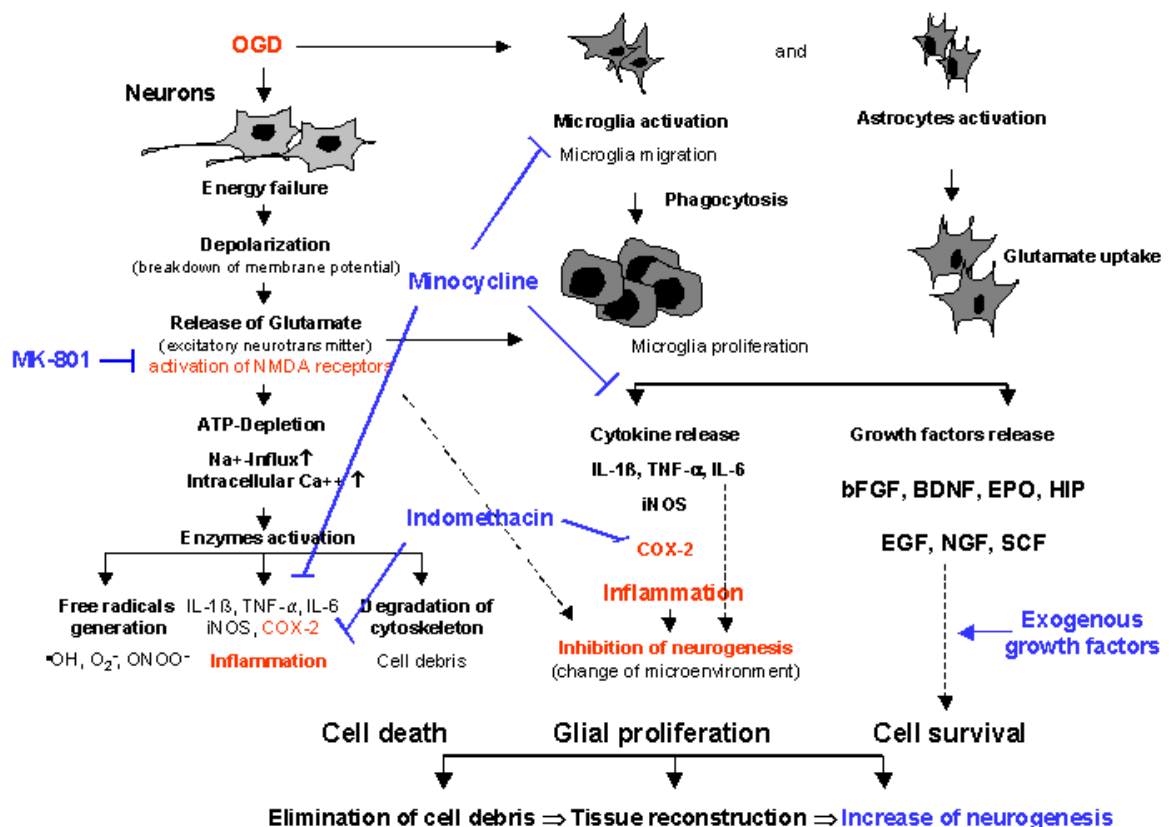 OGD
and
Neurons
Microglia activation
Microglia migration
Astrocytes activation
Energy failure
Phagocytosis
Depolarization
(breakdown of membrane potential)
Glutamate uptake
Minocycline
Release of Glutamate
(excitatory neurotransmitter)
activation of NMDA receptors
MK-801
Microglia proliferation
ATP-Depletion
Na+-Influx↑
Intracellular Ca++ ↑
Cytokine release
IL-1ß, TNF-α, IL-6
iNOS
COX-2
Inflammation
Inhibition of neurogenesis
(change of microenvironment)
Growth factors release
bFGF, BDNF, EPO, HIP
EGF, NGF, SCF
Indomethacin
Enzymes activation
Free radicals
generation
•OH, O₂⁻, ONOO⁻
IL-1ß, TNF-α, IL-6
iNOS, COX-2
Inflammation
Degradation of
cytoskeleton
Cell debris
Exogenous
growth factors
Cell death Glial proliferation Cell survival
Elimination of cell debris ⇒ Tissue reconstruction ⇒ Increase of neurogenesis